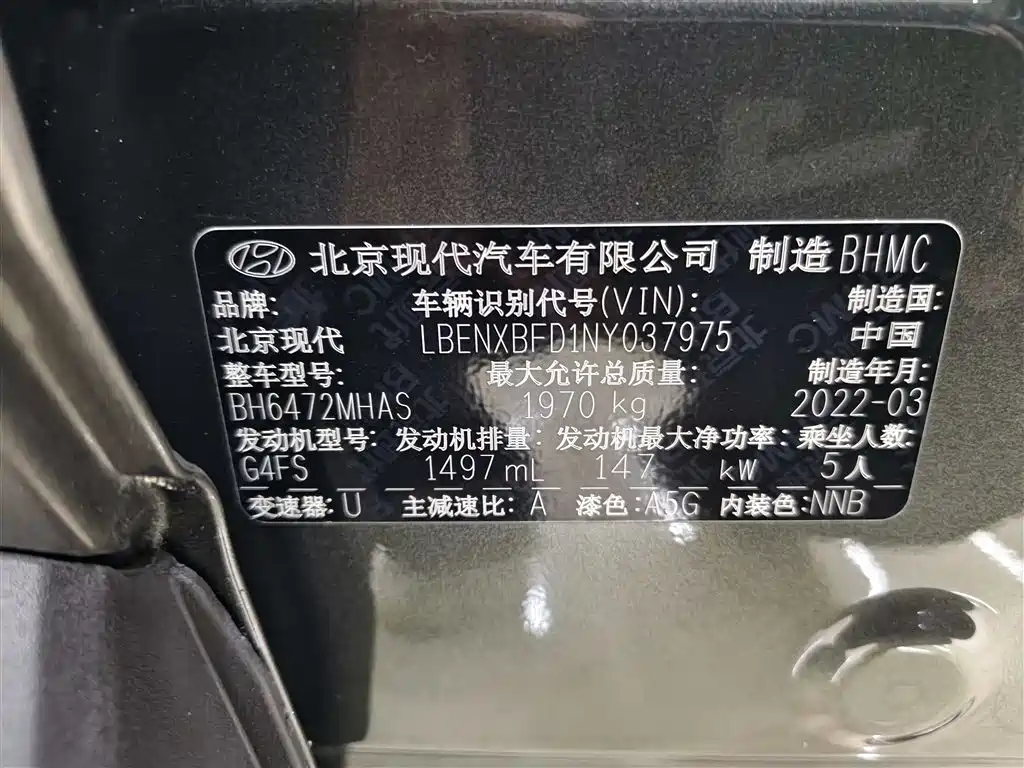 北京现代汽车有限公司 制造 BHMC
品牌: 车辆识别代号(VIN): 制造国:
北京现代 LBENXBFD1NY037975 中国
整车型号: 最大允许总质量: 制造年月:
BH6472MHAS 1970 kg 2022-03
发动机型号: 发动机排量: 发动机最大净功率: 乘坐人数:
G4FS 1497 mL 147 kW 5人
变速器: U 主减速比: A 漆色: A5G 内装色: NNB